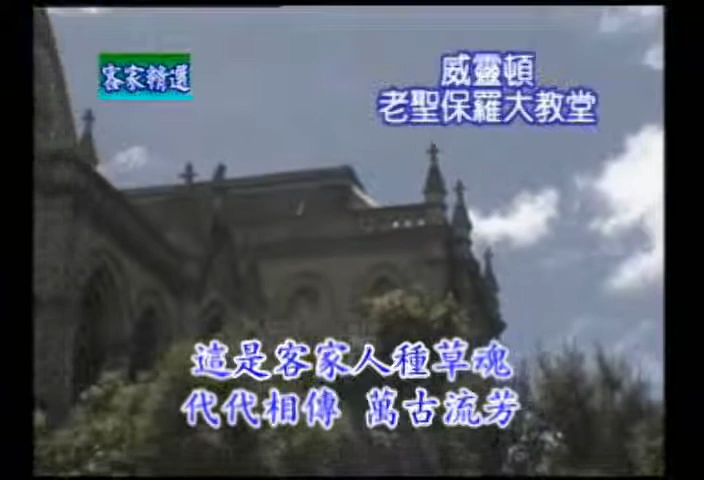 客家精選
威靈頓
老聖保羅大教堂
這是客家人種草魂
代代相傳 萬古流芳